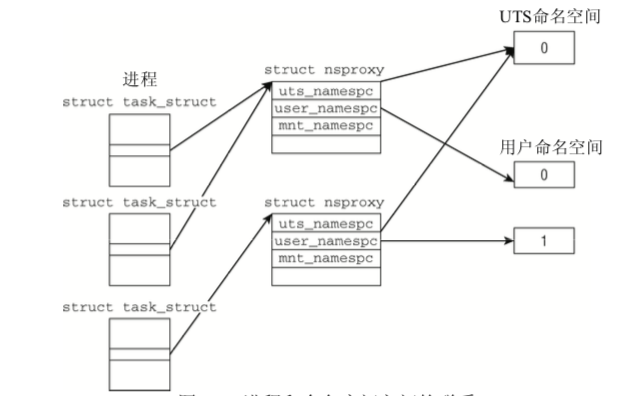 UTS命名空间
0
struct nsproxy
进程
struct task_struct
uts_namespc
user_namespc
mnt_namespc
用户命名空间
0
struct task_struct
struct nsproxy
uts_namespc
user_namespc
1
mnt_namespc
struct task_struct